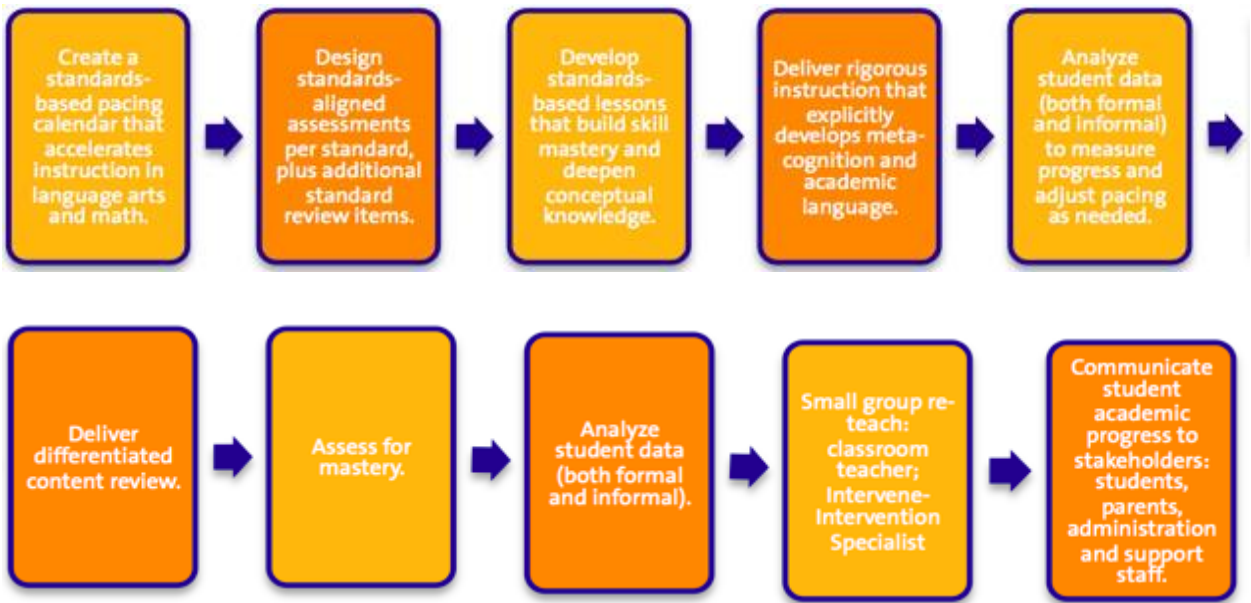 Create a
standards-
based pacing
calendar that
accelerates
instruction in
language arts
and math.
Design
standards-
aligned
assessments
per standard,
plus additional
standard
review items.
Develop
standards-
based lessons
that build skill
mastery and
deepen
conceptual
knowledge.
Deliver rigorous
instruction that
explicitly
develops meta-
cognition and
academic
language.
Analyze
student data
(both formal
and informal)
to measure
progress and
adjust pacing
as needed.
Deliver
differentiated
content review.
Assess for
mastery.
Analyze
student data
(both formal
and informal).
Small group re-
teach:
classroom
teacher;
Intervene-
Intervention
Specialist
Communicate
student
academic
progress to
stakeholders:
students,
parents,
administration
and support
staff.